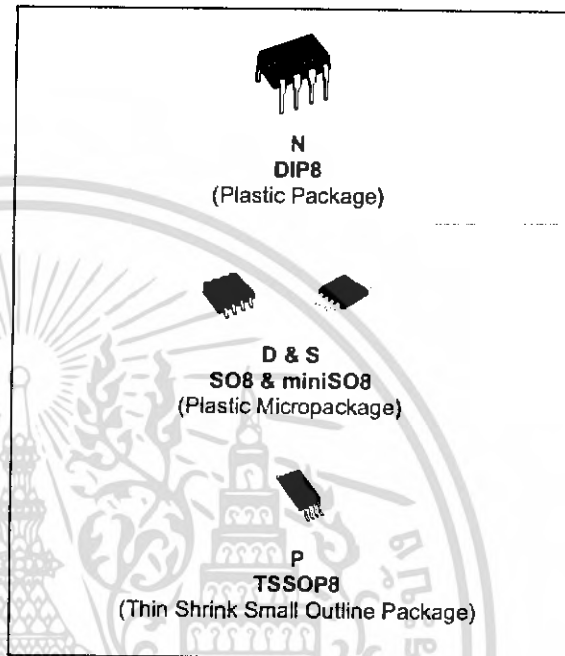 N
DIP8
(Plastic Package)
D & S
SO8 & miniSO8
(Plastic Micropackage)
P
TSSOP8
(Thin Shrink Small Outline Package)